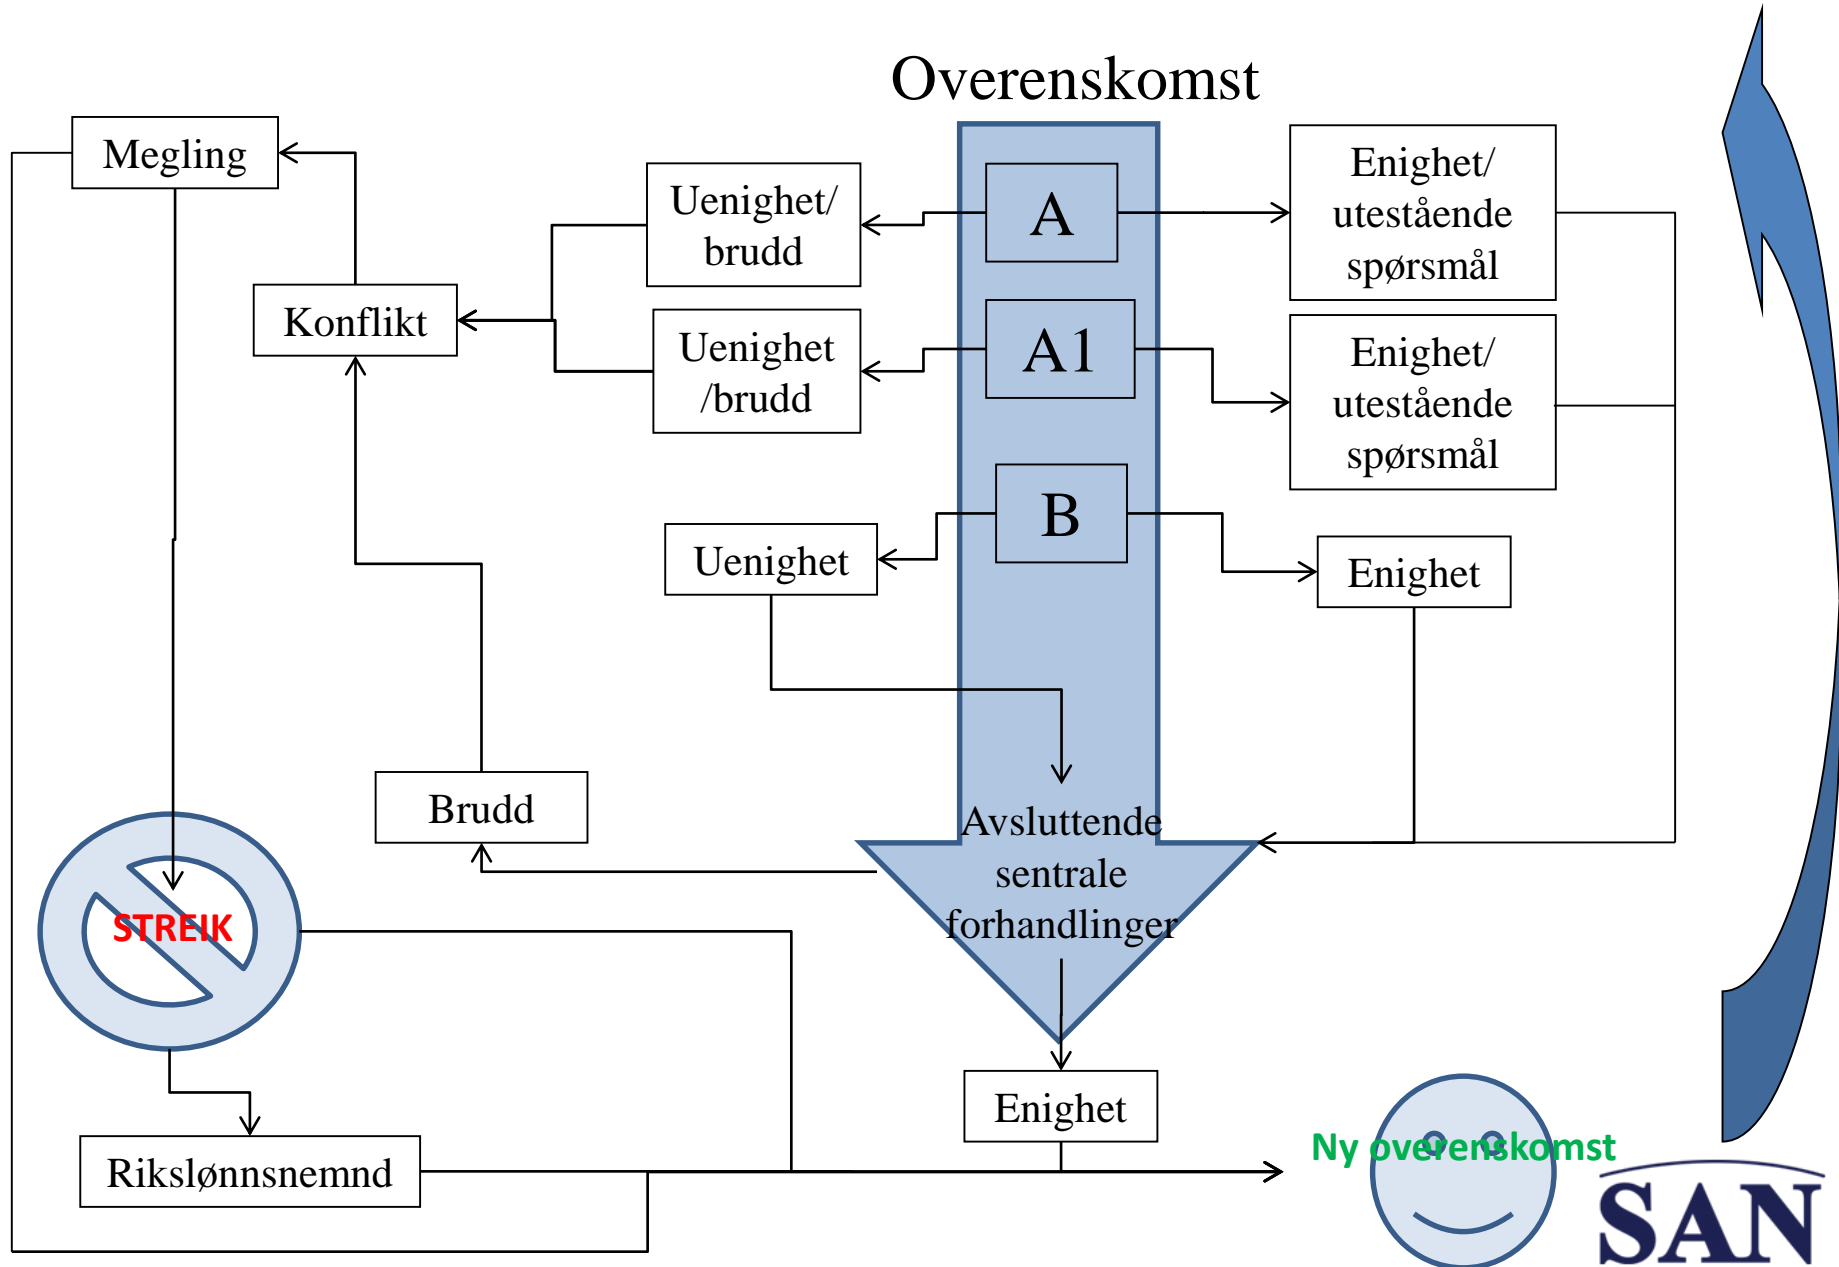 Overenskomst
Megling
Uenighet/
brudd
A
Enighet/
utestående
spørsmål
Konflikt
Uenighet
/brudd
A1
Enighet/
utestående
spørsmål
B
Uenighet
Enighet
Brudd
Avsluttende
sentrale
forhandlinger
STREIK
Enighet
Rikslønnsnemnd
Ny overenskomst
SAN